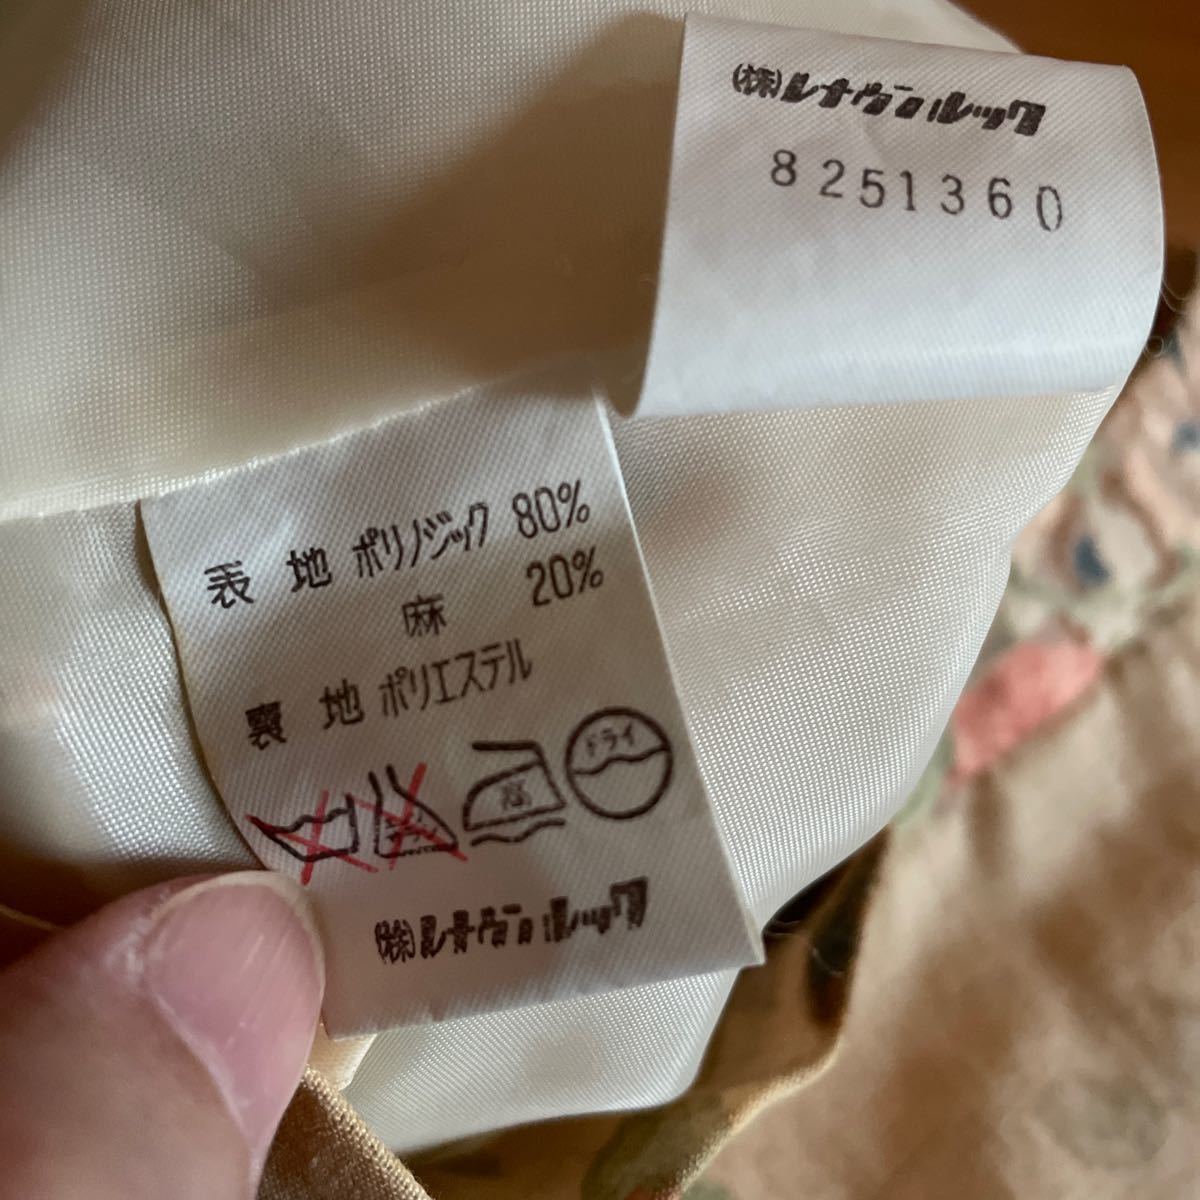 (株)レナウンルック
8251360
表 地 ポリノジック 80%
麻 20%
裏 地 ポリエステル
高 ドライ
(株)レナウンルック